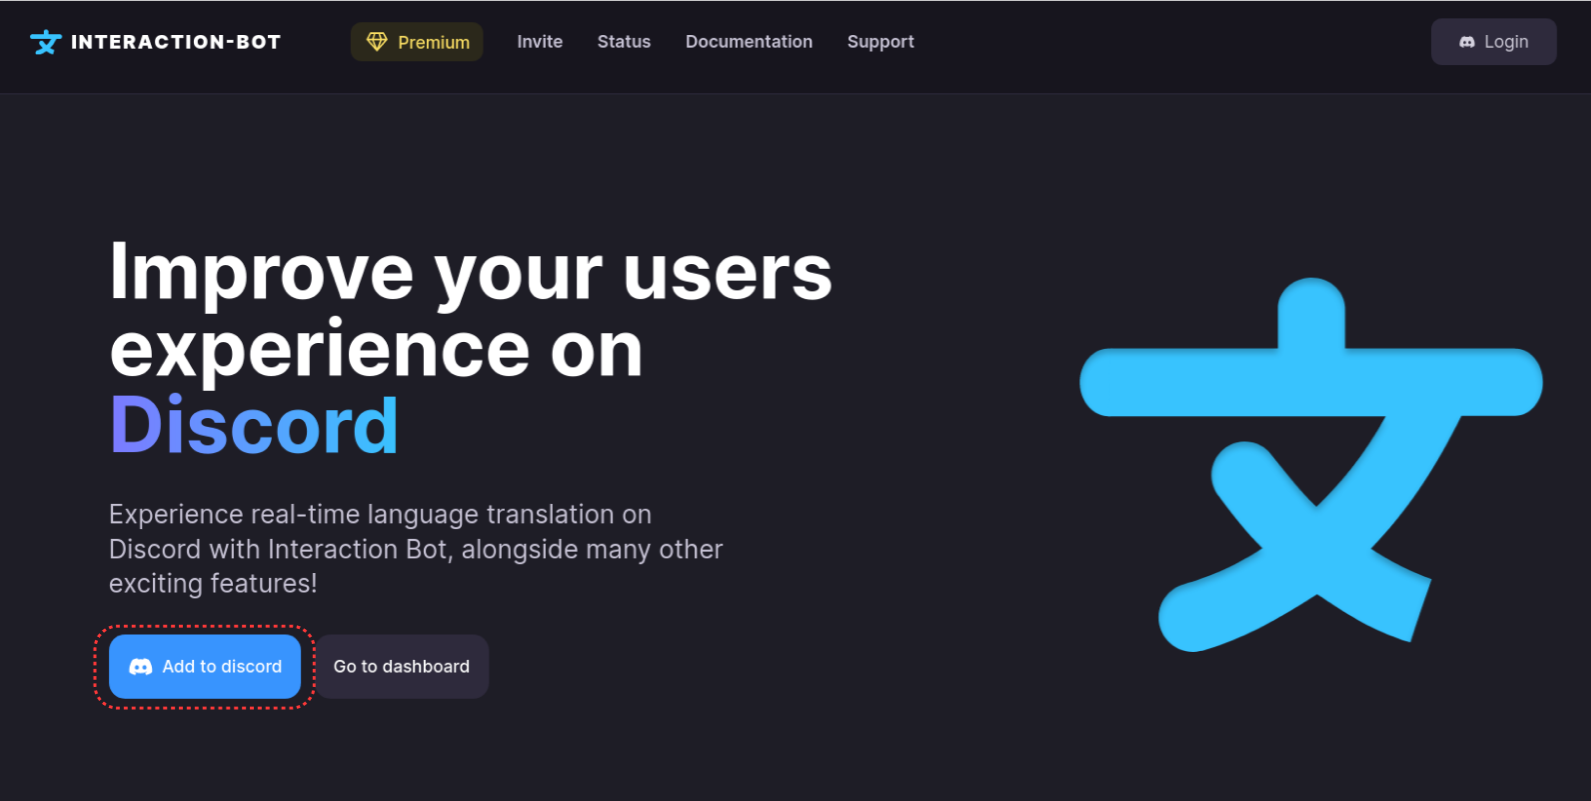 INTERACTION-BOT
Premium
Invite
Status
Documentation
Support
Login
Improve your users
experience on
Discord
Experience real-time language translation on
Discord with Interaction Bot, alongside many other
exciting features!
Add to discord
Go to dashboard
文